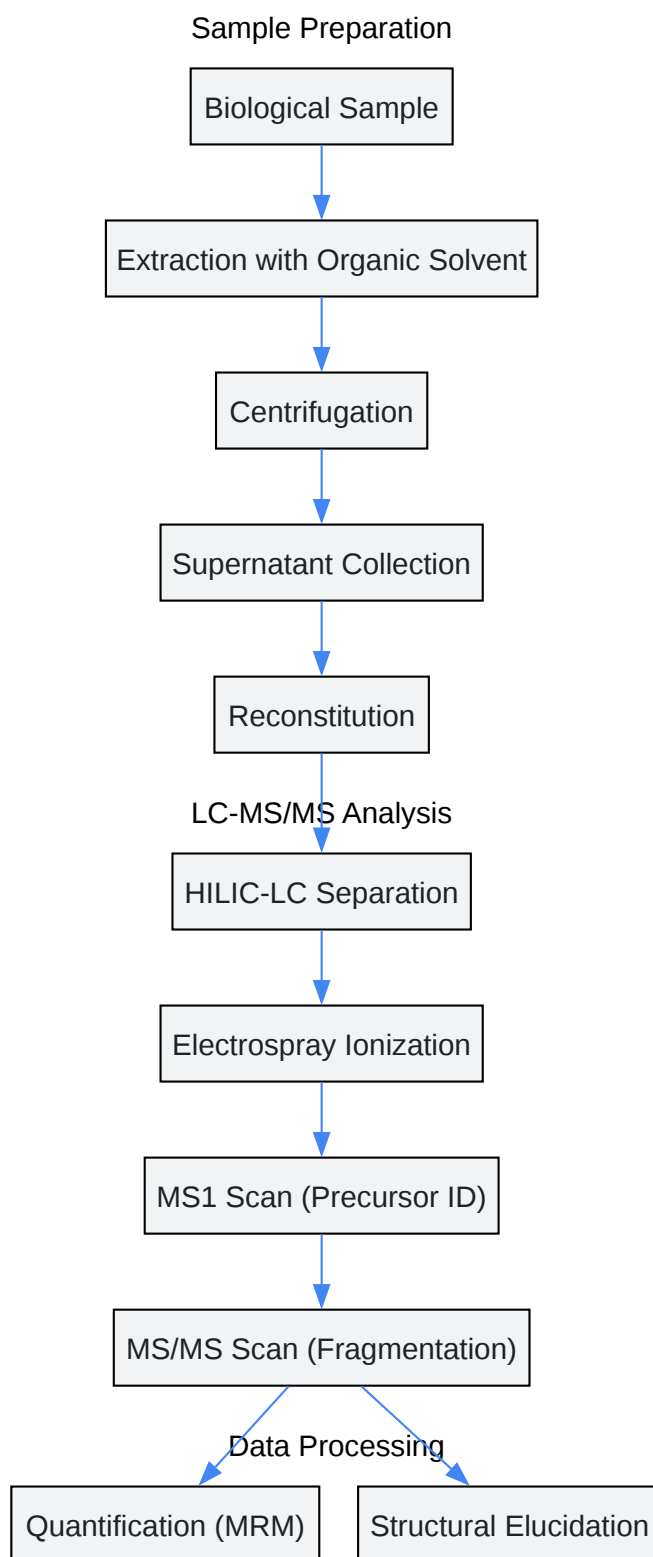 Sample Preparation
Biological Sample
Extraction with Organic Solvent
Centrifugation
Supernatant Collection
Reconstitution
LC-MS/MS Analysis
HILIC-LC Separation
Electrospray Ionization
MS1 Scan (Precursor ID)
MS/MS Scan (Fragmentation)
Data Processing
Quantification (MRM)
Structural Elucidation